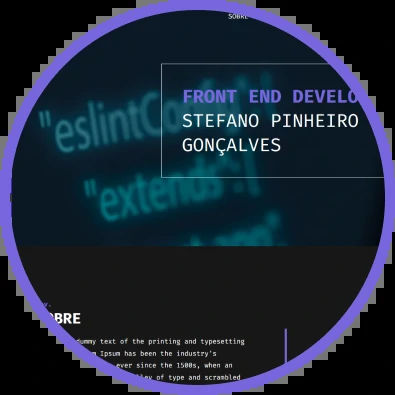 SOBRE
"eslintCo
FRONT END DEVELO
STEFANO PINHEIRO
GONÇALVES
"extends":[
OBRE
dummy text of the printing and typesetting
Ipsum has been the industry's
ever since the 1500s, when an
of type and scrambled